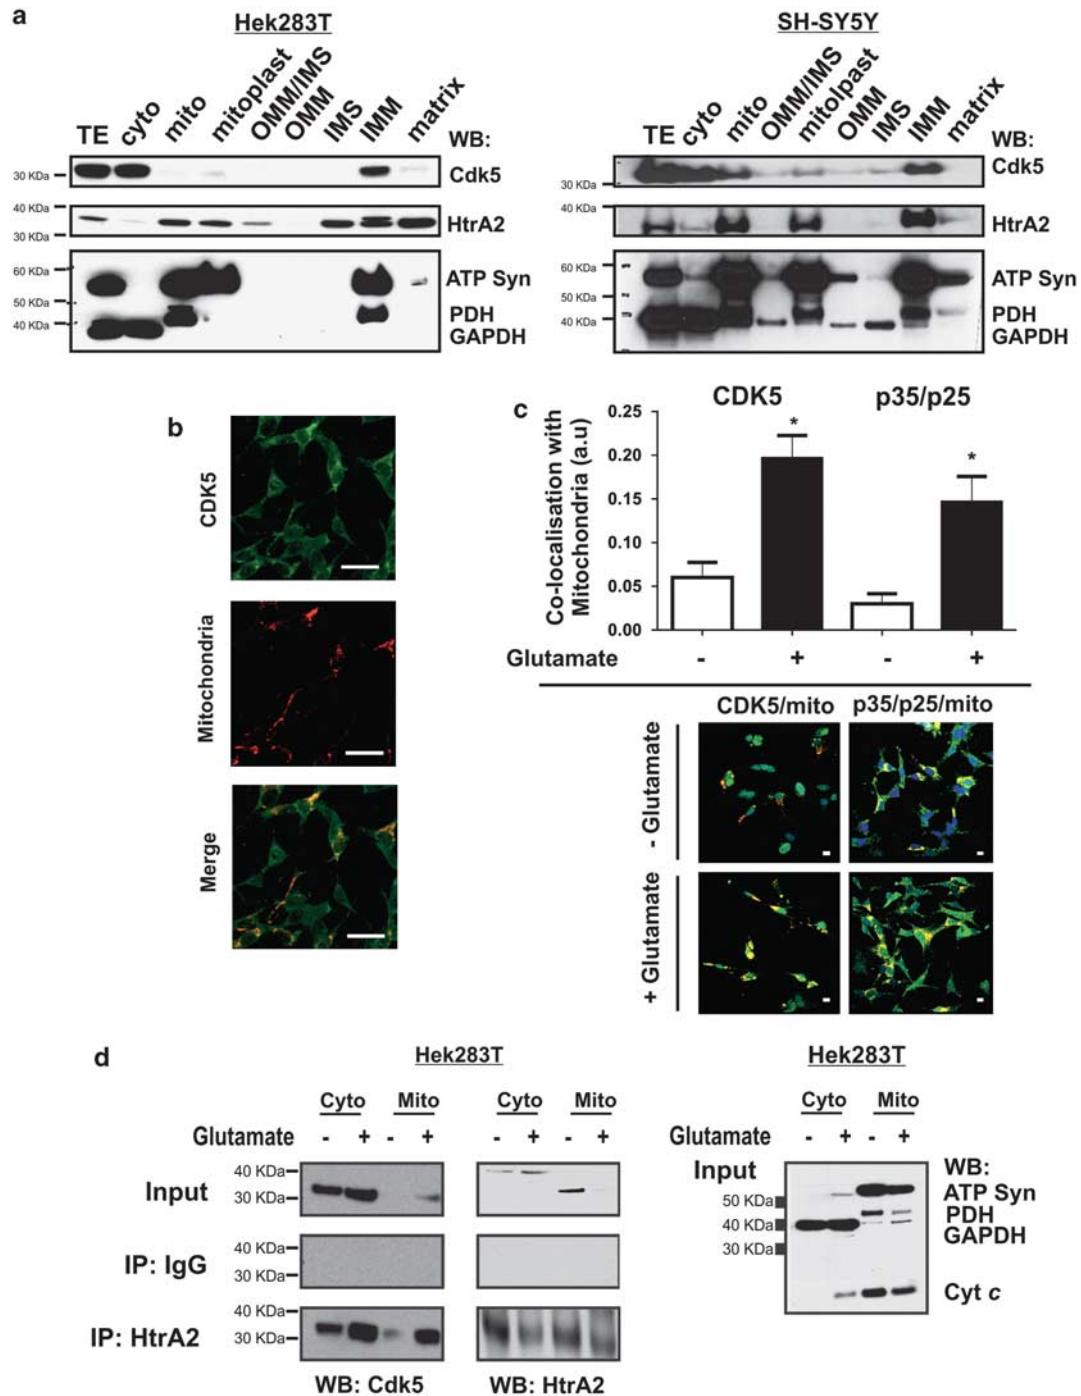 a
Hek283T
TE cyto mito mitoplast OMM/IMS OMM IMS IMM matrix
WB:
30 KDa
Cdk5
40 KDa
30 KDa
HtrA2
60 KDa
50 KDa
40 KDa
ATP Syn
PDH
GAPDH
SH-SY5Y
TE cyto mito OMM/IMS mitolpast OMM IMS IMM matrix
WB:
30 KDa
Cdk5
40 KDa
HtrA2
60 KDa
50 KDa
40 KDa
ATP Syn
PDH
GAPDH
b
CDK5
Mitochondria
Merge
c
CDK5 p35/p25
Co-localisation with
Mitochondria (a.u)
0.25
0.20
0.15
0.10
0.05
0.00
* *
Glutamate - + - +
CDK5/mito p35/p25/mito
- Glutamate
+ Glutamate
d
Hek283T
Cyto Mito Cyto Mito
Glutamate - + - + - + - +
Input
40 KDa
30 KDa
IP: IgG
40 KDa
30 KDa
IP: HtrA2
40 KDa
30 KDa
WB: Cdk5 WB: HtrA2
Hek283T
Cyto Mito
Glutamate - + - +
Input WB:
50 KDa
40 KDa
30 KDa
ATP Syn
PDH
GAPDH
Cyt c